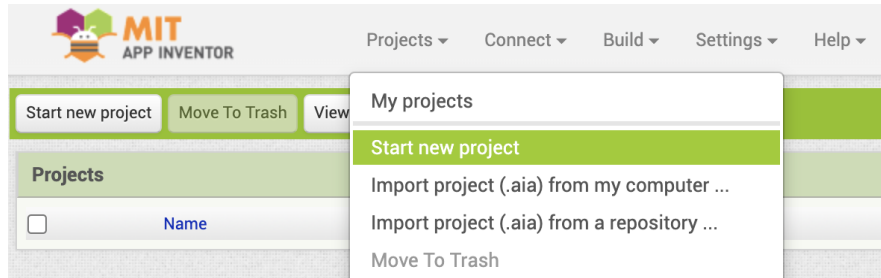 MIT
APP INVENTOR
Projects Connect Build Settings Help
Start new project Move To Trash View
My projects
Start new project
Import project (.aia) from my computer ...
Import project (.aia) from a repository ...
Move To Trash
Projects
Name